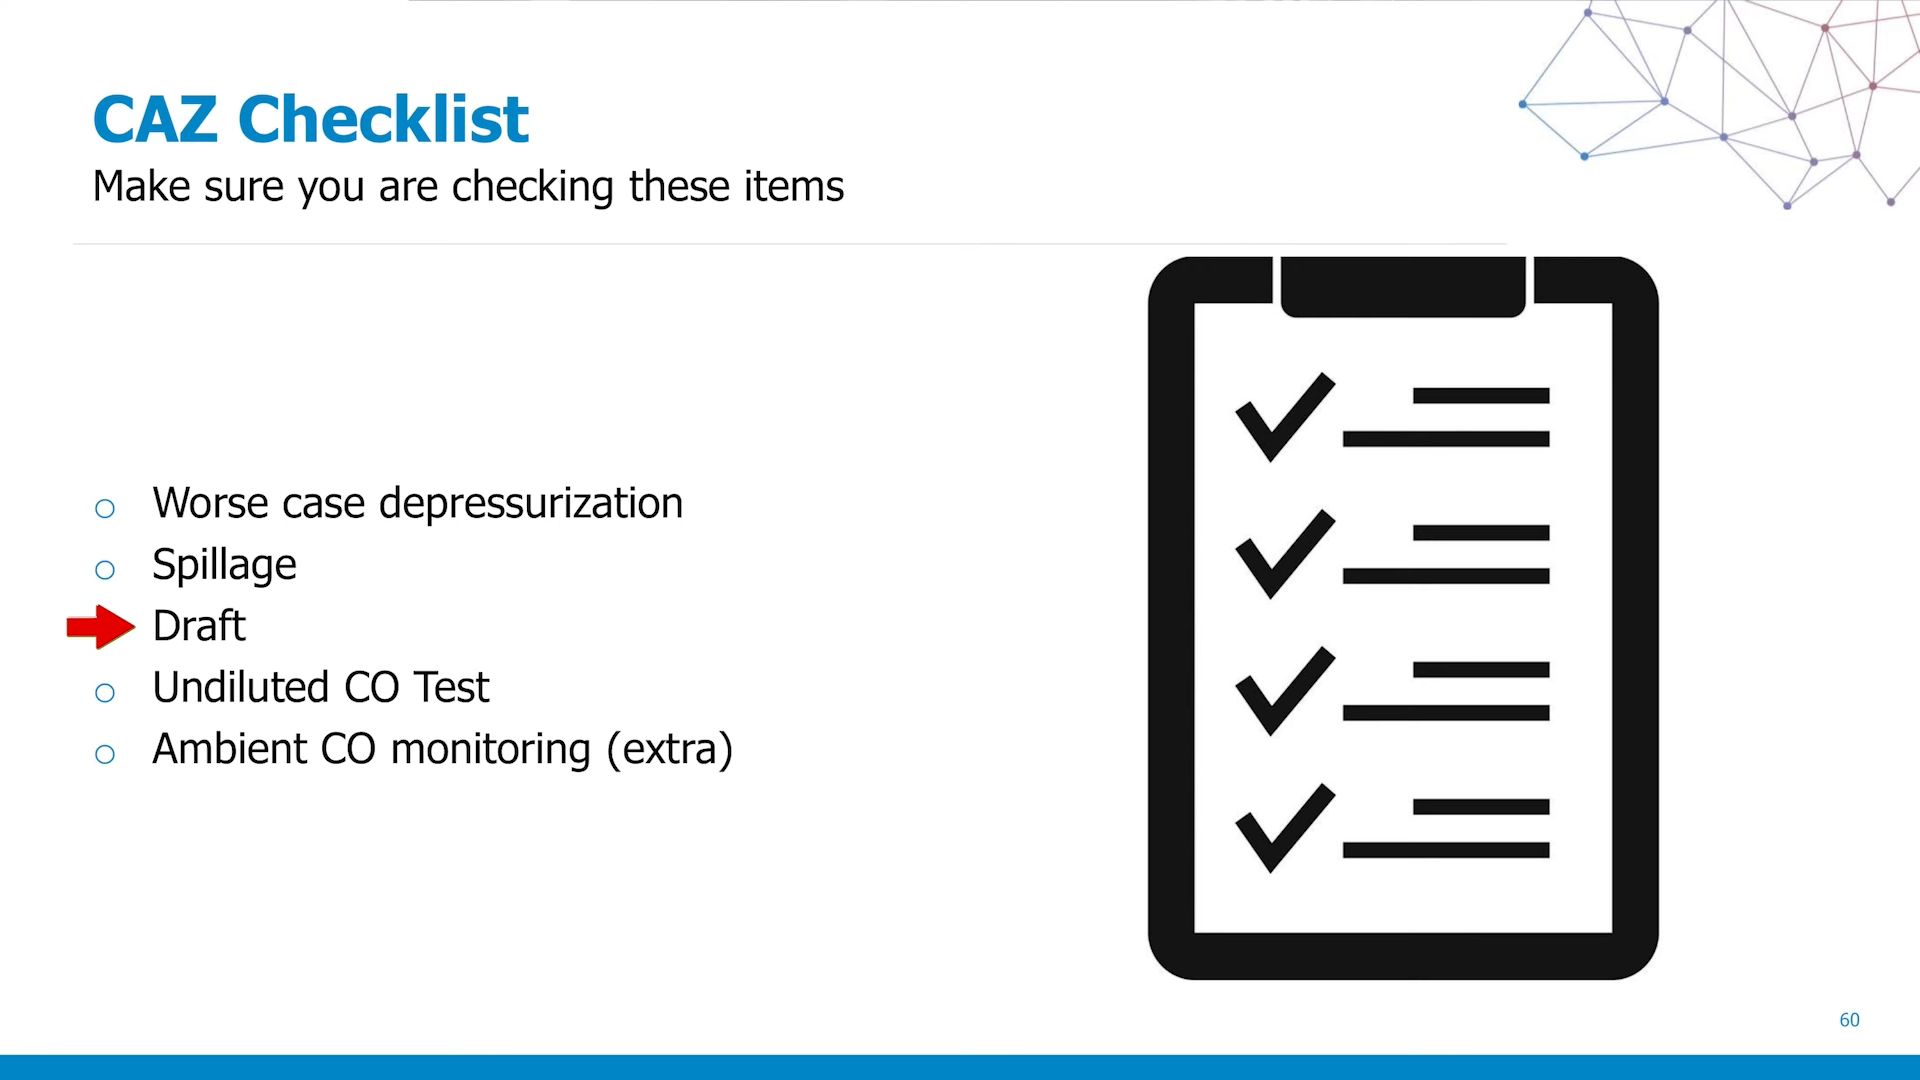 CAZ Checklist
Make sure you are checking these items
Worse case depressurization
Spillage
Draft
Undiluted CO Test
Ambient CO monitoring (extra)
60